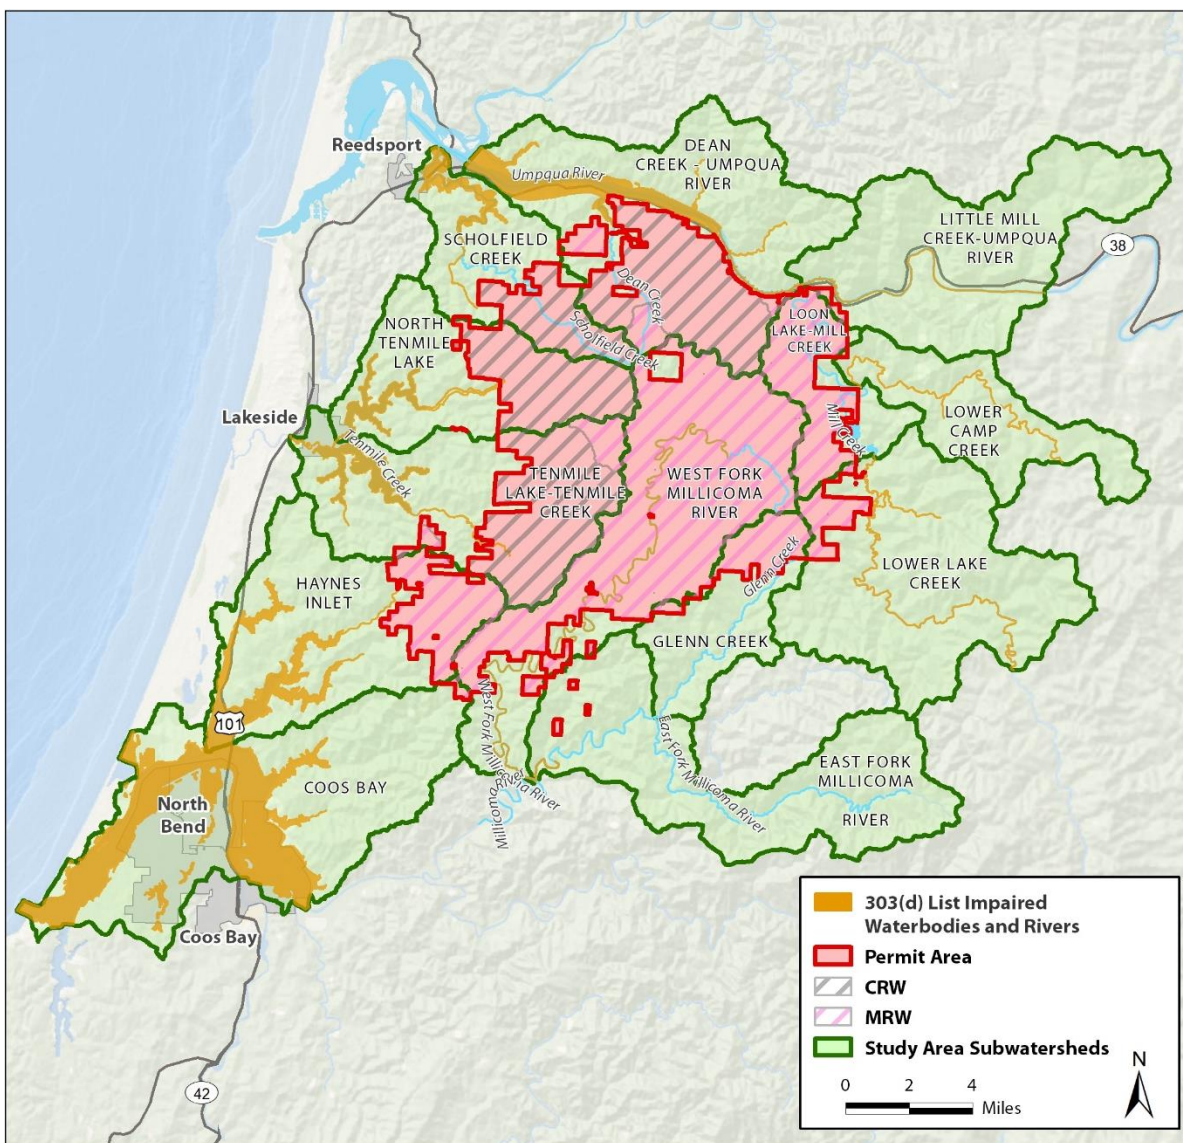 Reedsport
Umpqua River
DEAN
CREEK - UMPQUA
RIVER
LITTLE MILL
CREEK-UMPQUA
RIVER
38
SCHOLFIELD
CREEK
Dean Creek
Scholfield Creek
LOON
LAKE-MILL
CREEK
NORTH
TENMILE
LAKE
Lakeside
Tenmile Creek
Mill Creek
LOWER
CAMP
CREEK
TENMILE
LAKE-TENMILE
CREEK
WEST FORK
MILLICOMA
RIVER
Glenn Creek
LOWER LAKE
CREEK
HAYNES
INLET
GLENN CREEK
101
West Fork Millicoma River
Millicoma River
East Fork Millicoma River
EAST FORK
MILLICOMA
RIVER
COOS BAY
North
Bend
Coos Bay
42
303(d) List Impaired
Waterbodies and Rivers
Permit Area
CRW
MRW
Study Area Subwatersheds
N
0 2 4
Miles